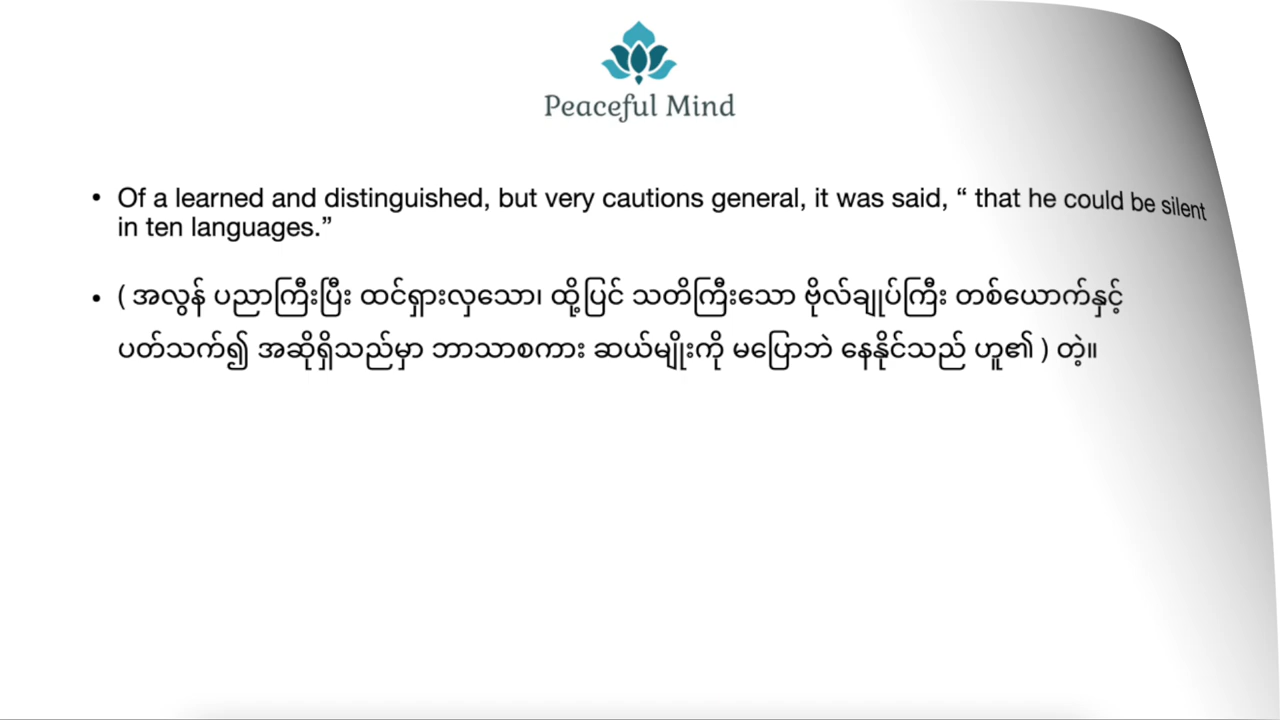 Peaceful Mind
• Of a learned and distinguished, but very cautions general, it was said, “ that he could be silent
in ten languages.”
• ( အလွန် ပညာကြီးပြီး ထင်ရှားလှသော၊ ထို့ပြင် သတိကြီးသော ဗိုလ်ချုပ်ကြီး တစ်ယောက်နှင့်
ပတ်သက်၍ အဆိုရှိသည်မှာ ဘာသာစကား ဆယ်မျိုးကို မပြောဘဲ နေနိုင်သည် ဟူ၏ ) တဲ့။